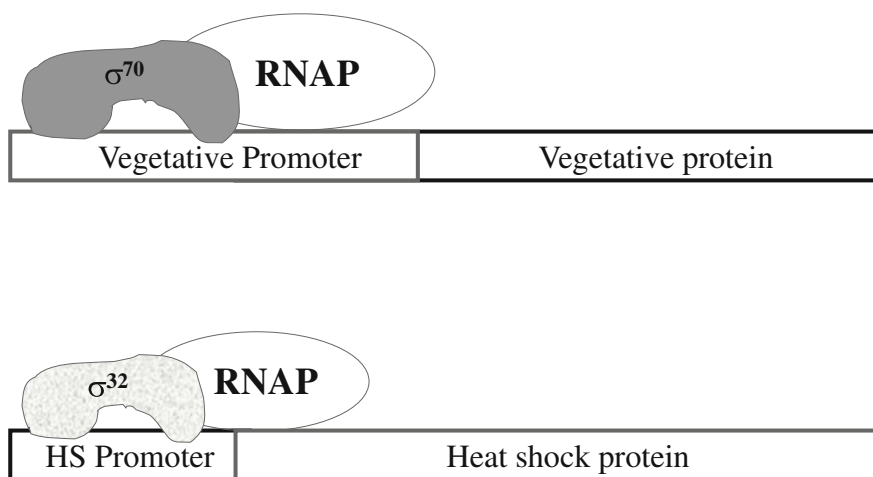 σ⁷⁰ RNAP
Vegetative Promoter Vegetative protein
σ³² RNAP
HS Promoter Heat shock protein